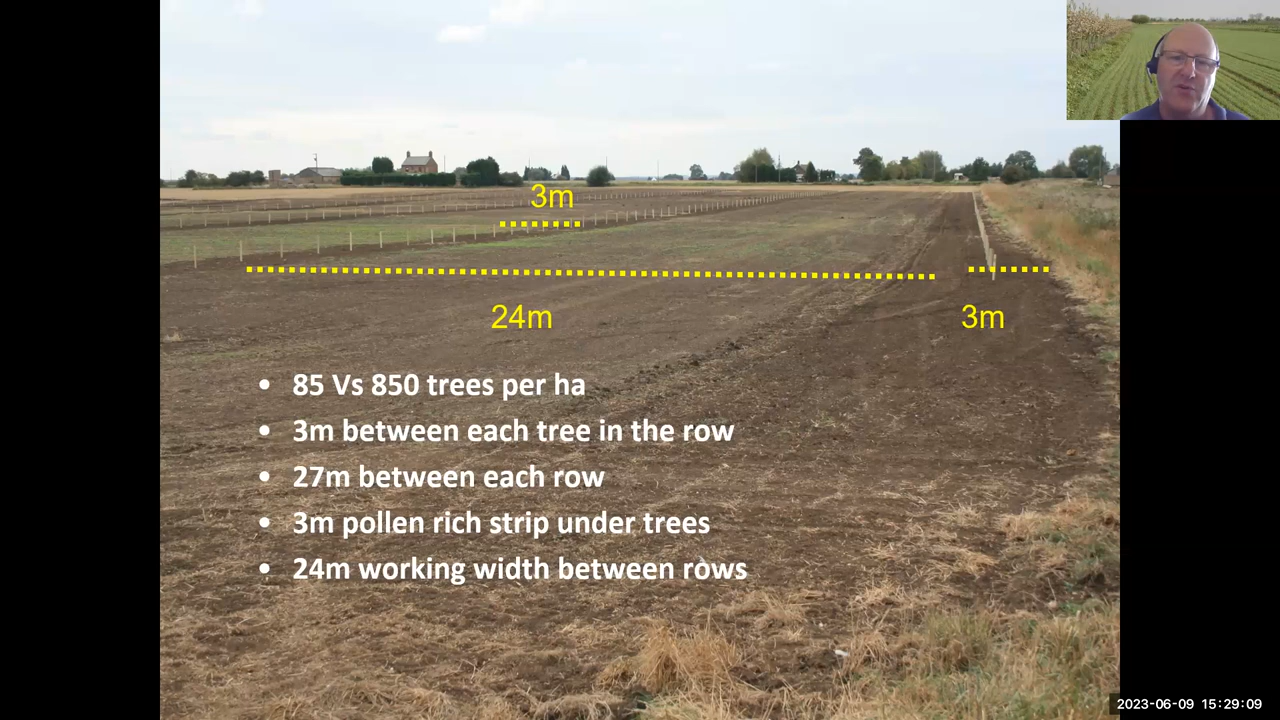 3m
24m
3m
• 85 Vs 850 trees per ha
• 3m between each tree in the row
• 27m between each row
• 3m pollen rich strip under trees
• 24m working width between rows
2023-06-09 15:29:09